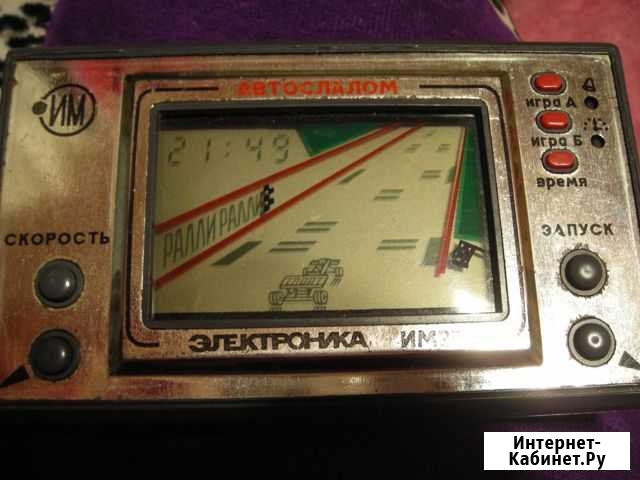 АВТОСЛАЛОМ
ИМ
игра А
21:49
игра Б
время
РАЛЛИ РАЛЛИ
СКОРОСТЬ
ЗАПУСК
ЭЛЕКТРОНИКА
Интернет-
Кабинет.Ру